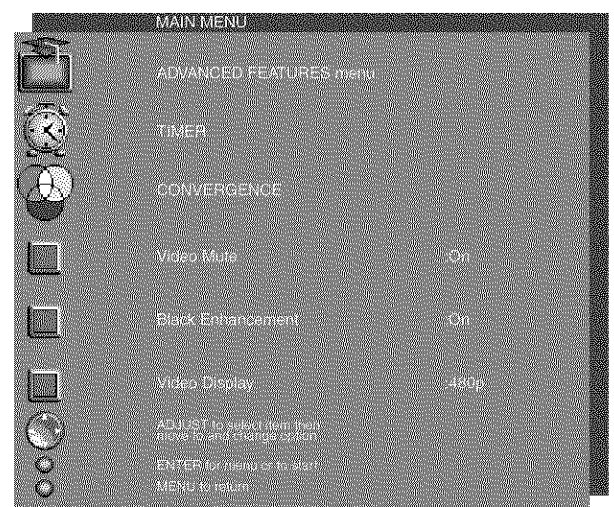 MAIN MENU
ADVANCED FEATURES menu
TIMER
CONVERGENCE
Video Mute :On
Black Enhancement :On
Video Display :480p
ADJUST to select item then
move to and change option
ENTER for menu or to start
MENU to return